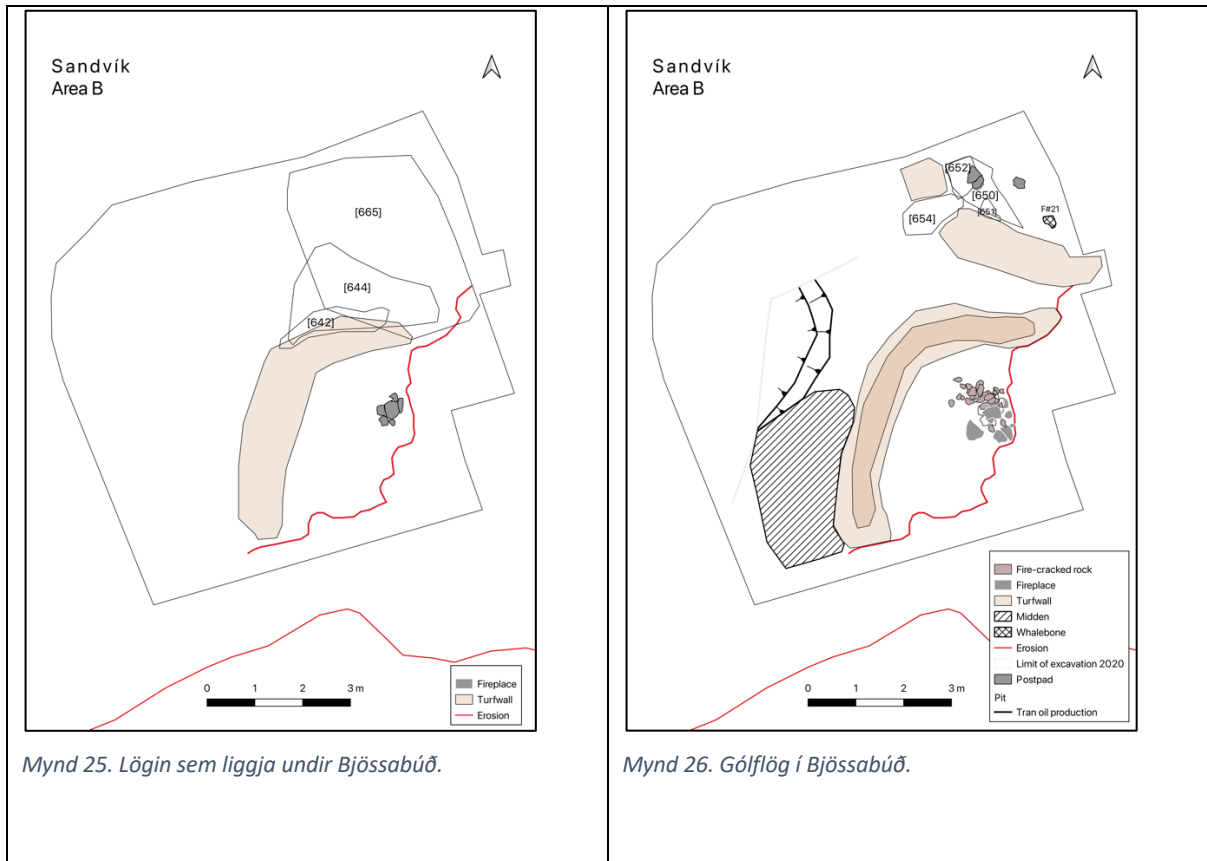 Sandvík
Area B
[665]
[644]
[642]
0 1 2 3 m
Fireplace
Turfwall
Erosion
Mynd 25. Lögin sem liggja undir Bjössabúð.
Sandvík
Area B
[652]
[650]
[651]
[654]
F#21
Fire-cracked rock
Fireplace
Turfwall
Midden
Whalebone
Erosion
Limit of excavation 2020
Postpad
Pit
Tran oil production
0 1 2 3 m
Mynd 26. Gólflög í Bjössabúð.